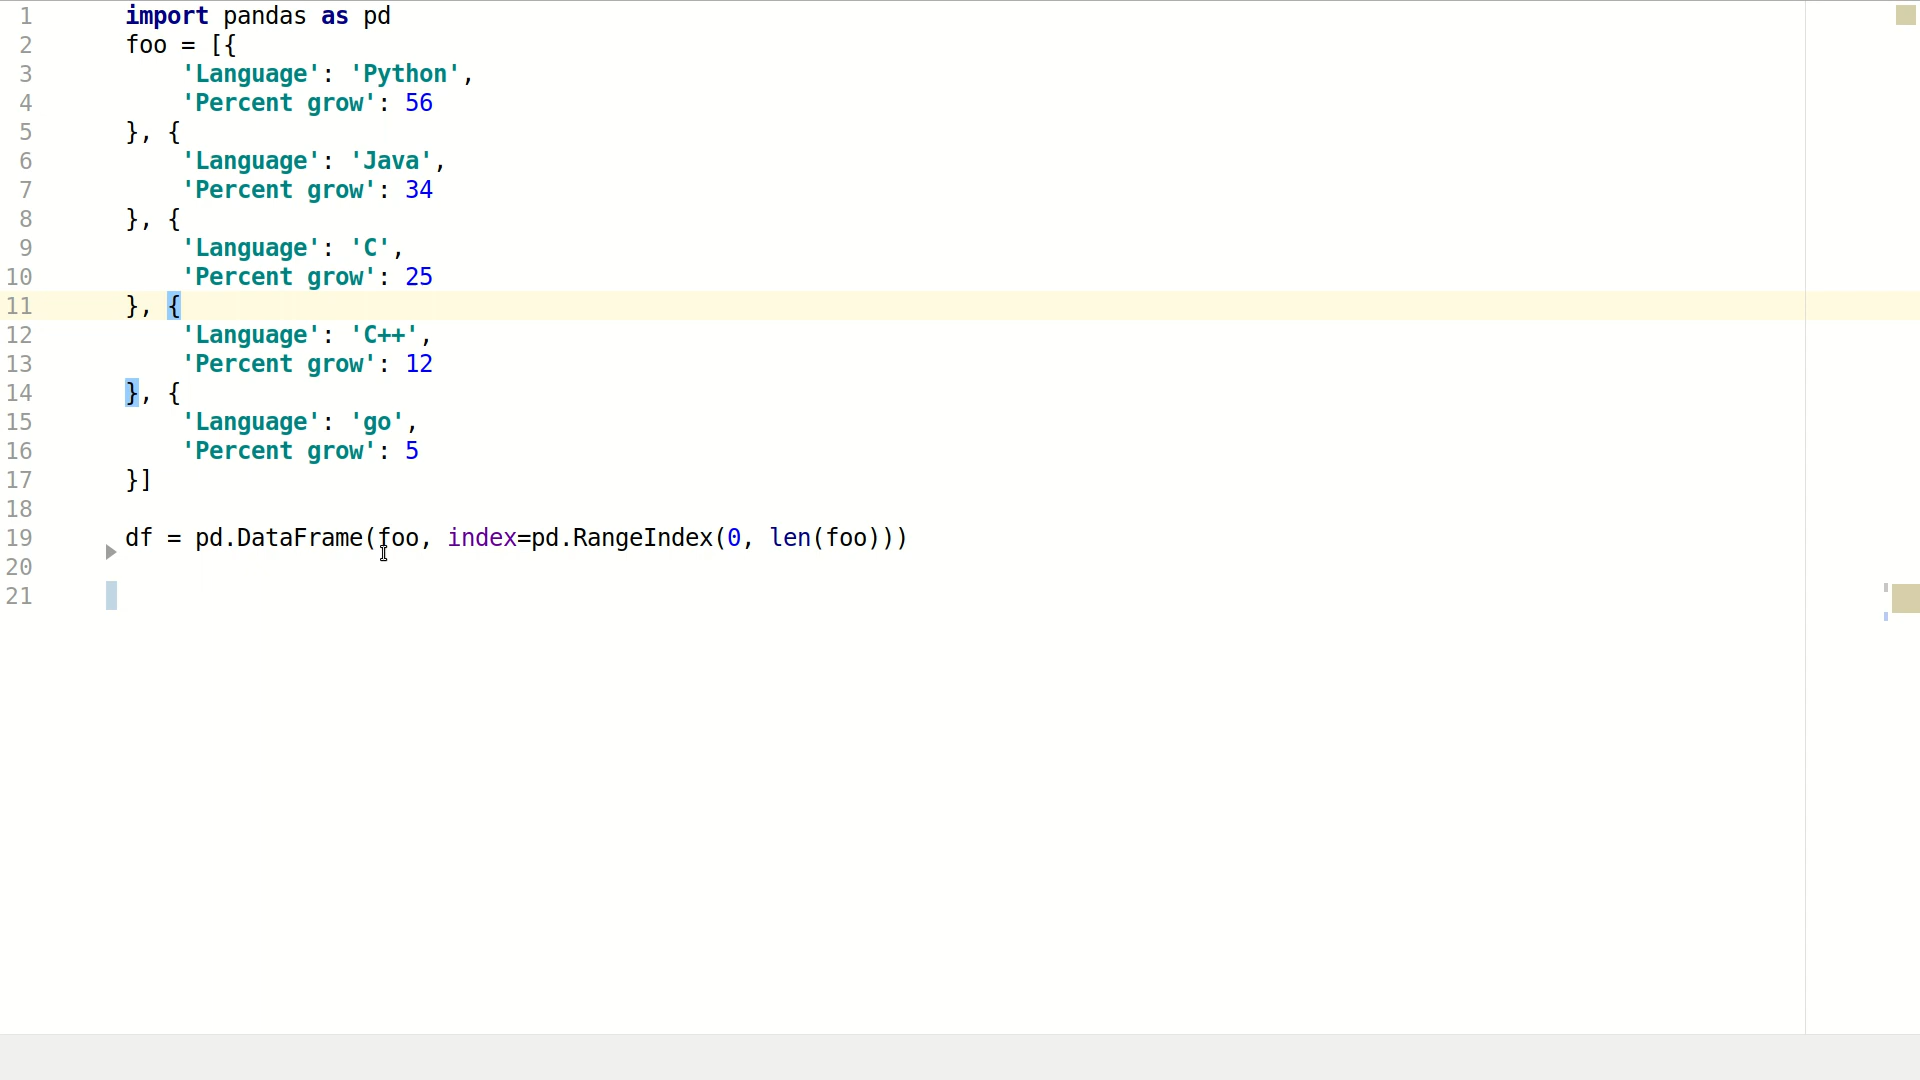 1 import pandas as pd
2 foo = [{
3 'Language': 'Python',
4 'Percent grow': 56
5 }, {
6 'Language': 'Java',
7 'Percent grow': 34
8 }, {
9 'Language': 'C',
10 'Percent grow': 25
11 }, {
12 'Language': 'C++',
13 'Percent grow': 12
14 }, {
15 'Language': 'go',
16 'Percent grow': 5
17 }]
18
19 df = pd.DataFrame(foo, index=pd.RangeIndex(0, len(foo)))
20
21